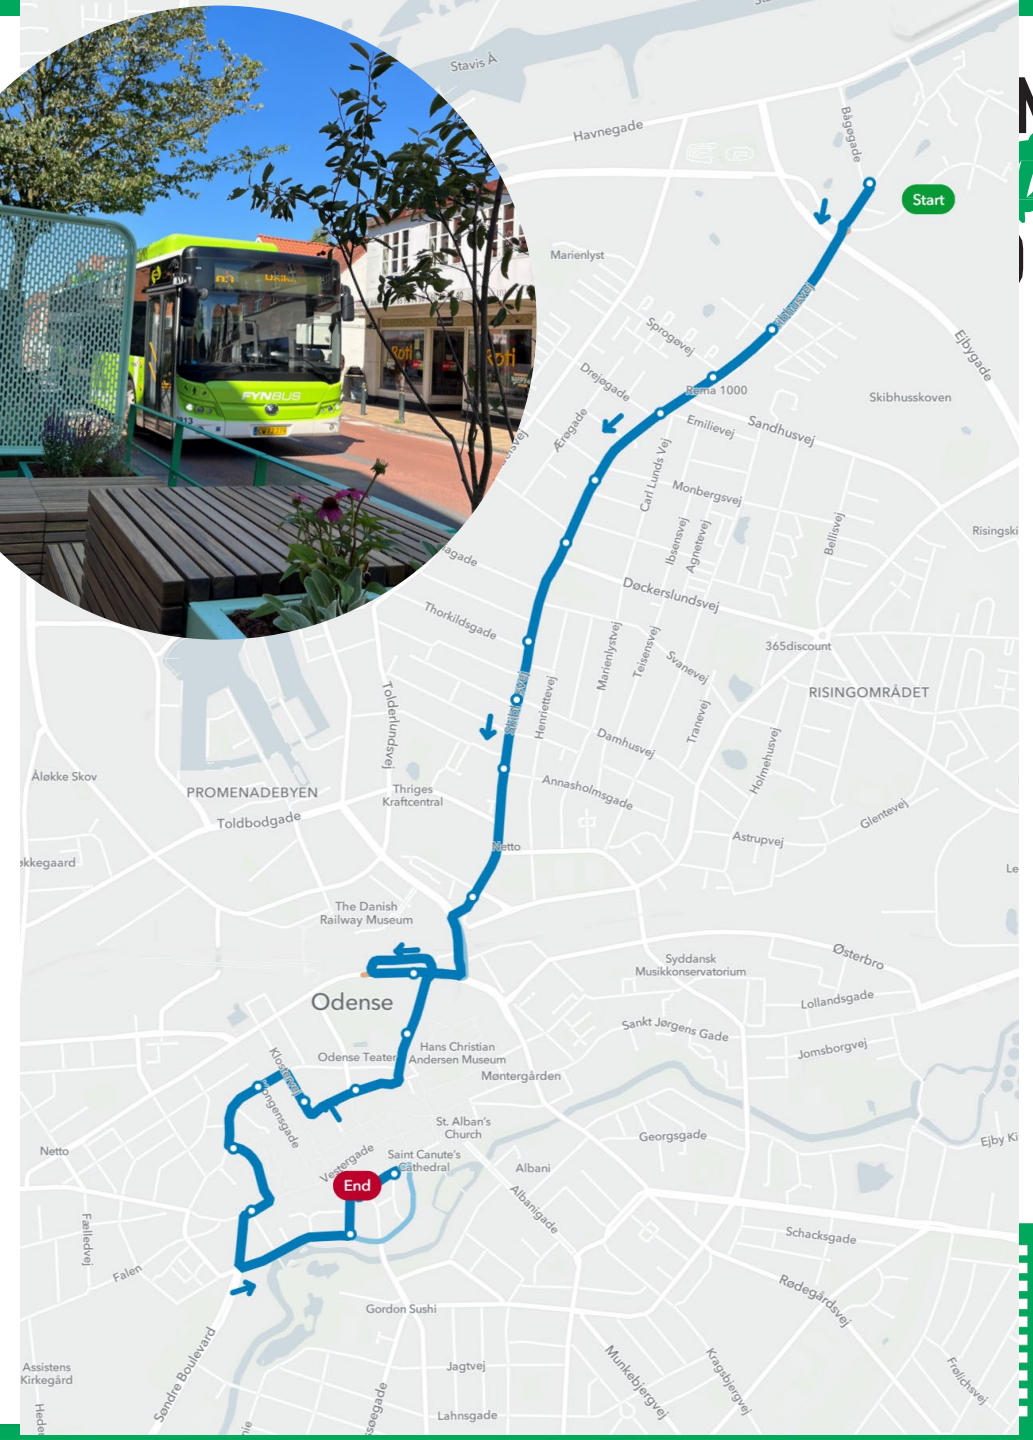 Stavis Å
Havnegade
Bågøgade
Start
Marienlyst
Sprogøvej
Ejbygade
Drejøgade
Rema 1000
Skibhusskoven
Ærøgade
Emilievej
Sandhusvej
Carl Lunds Vej
Monbergsvej
Ibsensvej
Agnetevej
Bellisvej
Døckerslundsvej
Thorkildsgade
Marienlystvej
Teisensvej
Svanevej
365discount
RISINGOMRÅDET
Tolderlundsvej
Henriettevej
Tranevej
Damhusvej
Holmehusvej
Åløkke Skov
PROMENADEBYEN
Thriges
Kraftcentral
Annasholmsgade
Toldbodgade
Glentevej
Astrupvej
Netto
The Danish
Railway Museum
Østerbro
Syddansk
Musikkonservatorium
Lollandsgade
Odense
Sankt Jørgens Gade
Odense Teater
Hans Christian
Andersen Museum
Jomsborgvej
Klostervej
Kongensgade
Møntergården
St. Alban's
Church
Georgsgade
Netto
Vestergade
Saint Canute's
Cathedral
Albani
End
Albanigade
Fælledvej
Schacksgade
Falen
Rødegårdsvej
Gordon Sushi
Assistens
Kirkegård
Søndre Boulevard
Jagtvej
Munkebjergvej
Kragsbjergvej
Frølichsvej
Lahnsgade
FYNBUS
Roti
Roti